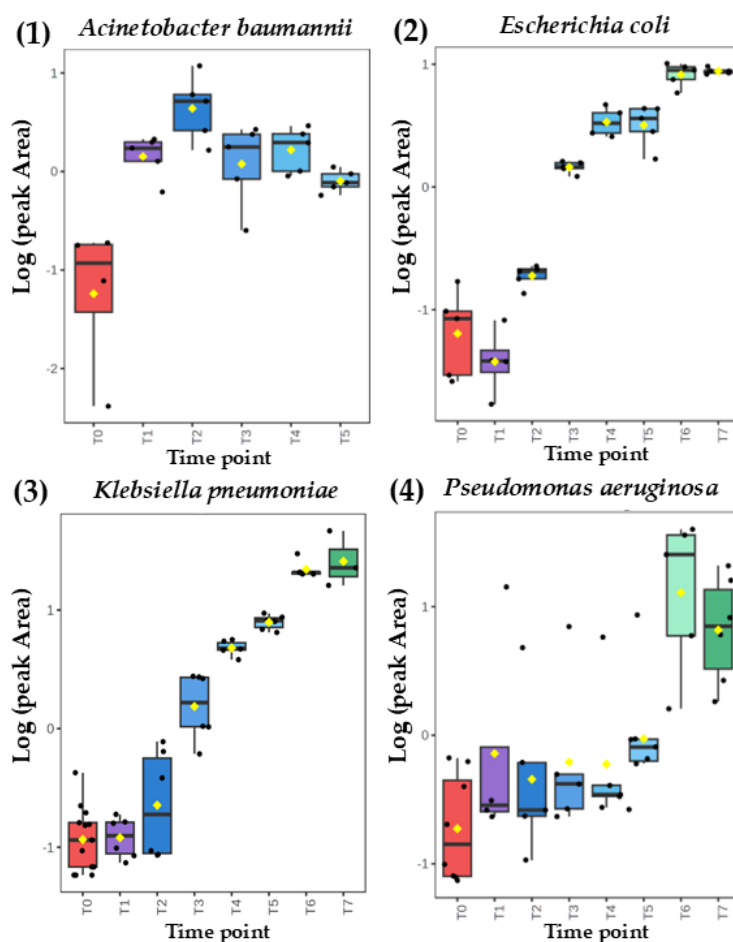 (1) Acinetobacter baumannii
Log (peak Area)
1
0
-1
-2
T0 T1 T2 T3 T4 T5
Time point
(2) Escherichia coli
Log (peak Area)
1
0
-1
T0 T1 T2 T3 T4 T5 T6 T7
Time point
(3) Klebsiella pneumoniae
Log (peak Area)
1
0
-1
T0 T1 T2 T3 T4 T5 T6 T7
Time point
(4) Pseudomonas aeruginosa
Log (peak Area)
1
0
-1
T0 T1 T2 T3 T4 T5 T6 T7
Time point